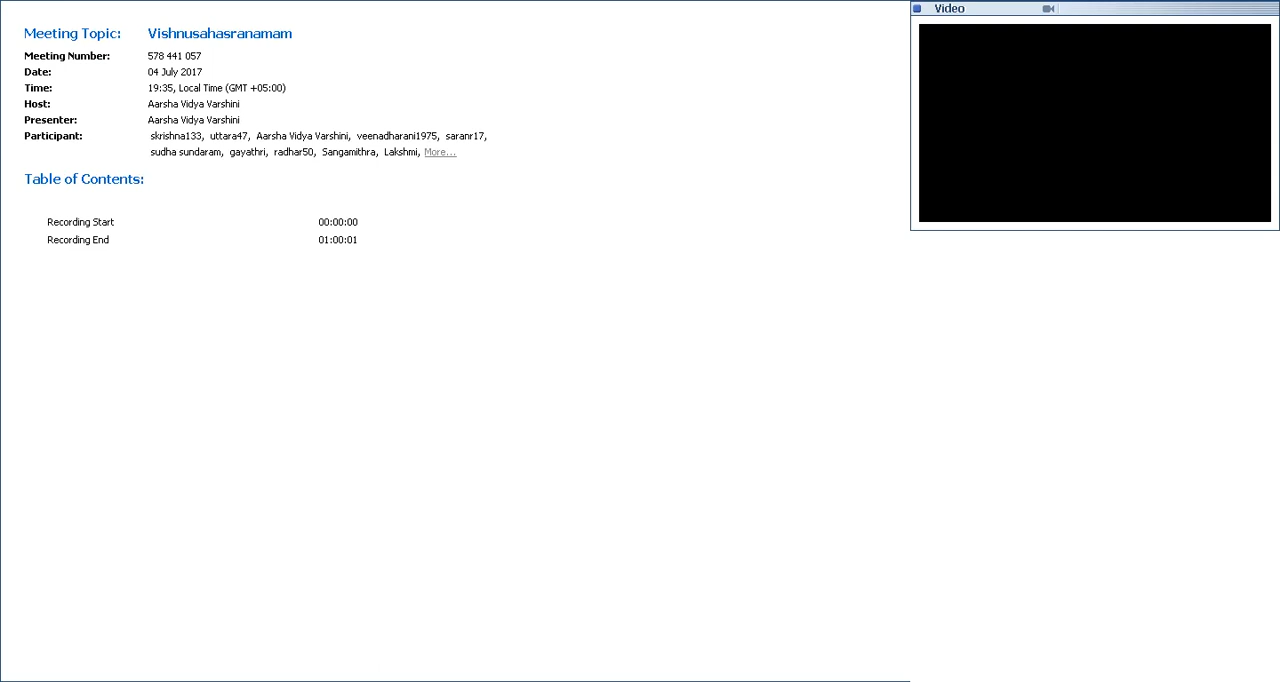 Meeting Topic: Vishnusahasranamam
Meeting Number: 578 441 057
Date: 04 July 2017
Time: 19:35, Local Time (GMT +05:00)
Host: Aarsha Vidya Varshini
Presenter: Aarsha Vidya Varshini
Participant: skrishna133, uttara47, Aarsha Vidya Varshini, veenadharani1975, saranr17,
sudha sundaram, gayathri, radhar50, Sangamithra, Lakshmi, More...
Table of Contents:
Recording Start 00:00:00
Recording End 01:00:01
Video